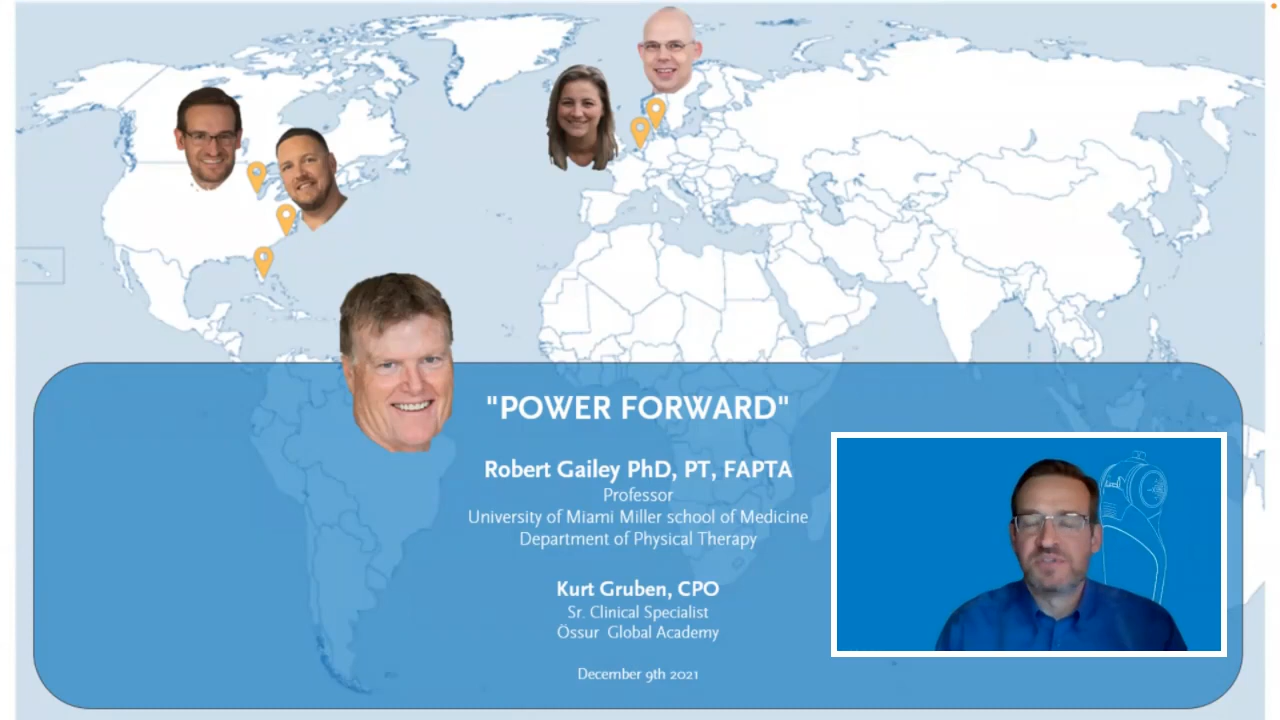 "POWER FORWARD"
Robert Gailey PhD, PT, FAPTA
Professor
University of Miami Miller school of Medicine
Department of Physical Therapy
Kurt Gruben, CPO
Sr. Clinical Specialist
Össur Global Academy
December 9th 2021